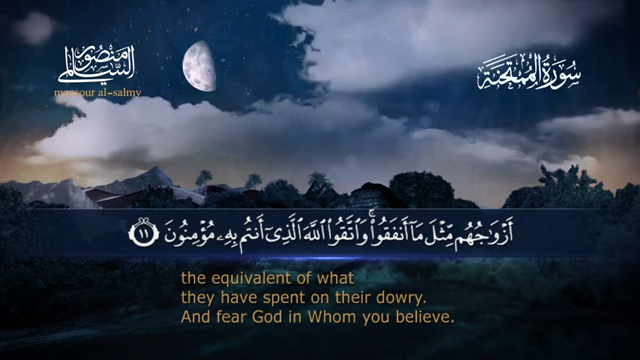 منصور السالمي
mansour al-salmy
سورة الممتحنة
أَزْوَٰجُهُم مِّثْلَ مَآ أَنفَقُوا۟ ۚ وَٱتَّقُوا۟ ٱللَّهَ ٱلَّذِىٓ أَنتُم بِهِۦ مُؤْمِنُونَ ١١
the equivalent of what
they have spent on their dowry.
And fear God in Whom you believe.